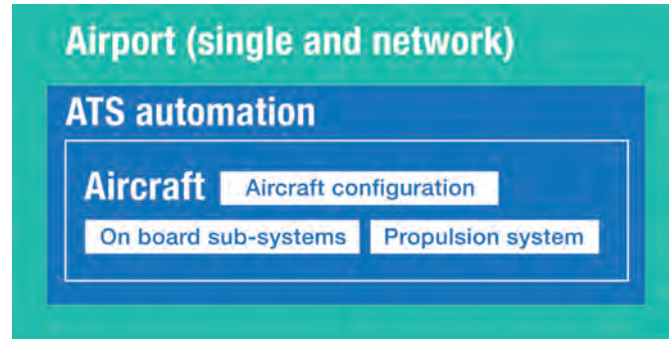 Airport (single and network)
ATS automation
Aircraft Aircraft configuration
On board sub-systems Propulsion system